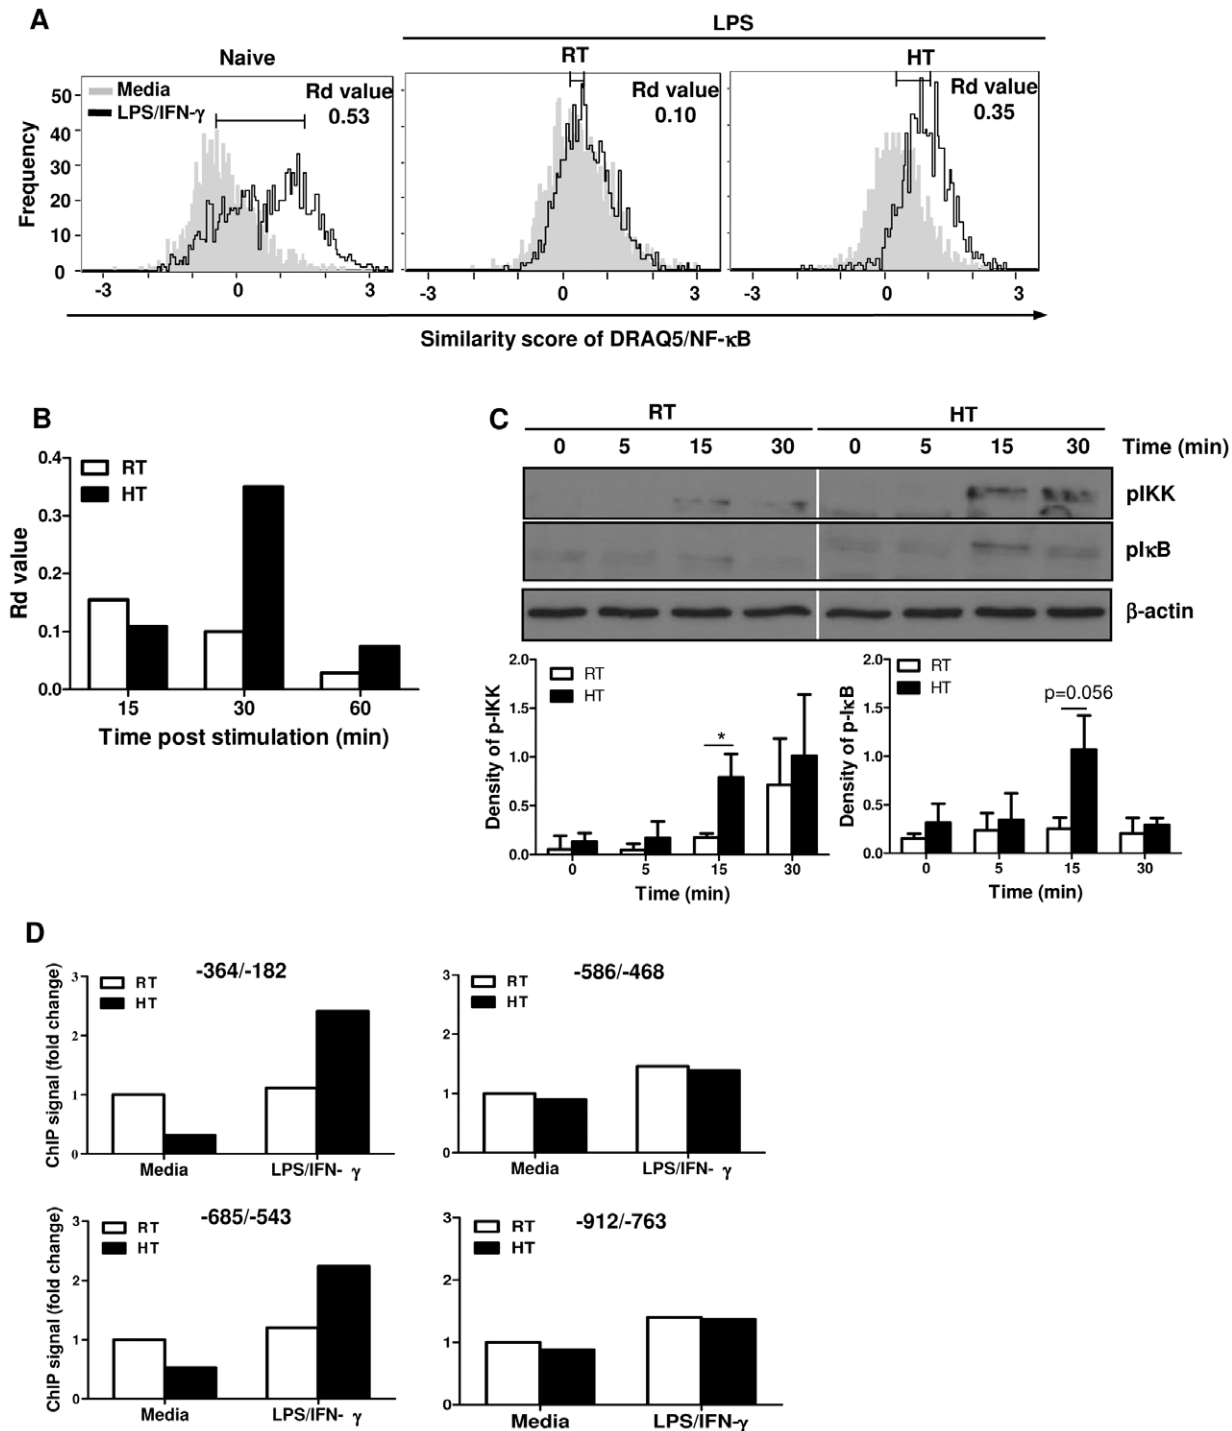 A
LPS
Naive
RT
HT
Media
LPS/IFN-γ
Rd value
0.53
Rd value
0.10
Rd value
0.35
Frequency
50
40
30
20
10
0
-3 0 3
-3 0 3
-3 0 3
Similarity score of DRAQ5/NF-κB
B
RT
HT
Rd value
0.4
0.3
0.2
0.1
0.0
15 30 60
Time post stimulation (min)
C
RT HT
0 5 15 30 0 5 15 30 Time (min)
pIKK
pIκB
β-actin
RT
HT
Density of p-IKK
2.0
1.5
1.0
0.5
0.0
*
0 5 15 30
Time (min)
RT
HT
p=0.056
Density of p-IκB
2.0
1.5
1.0
0.5
0.0
0 5 15 30
Time (min)
D
-364/-182
RT
HT
ChIP signal (fold change)
3
2
1
0
Media LPS/IFN- γ
-586/-468
RT
HT
3
2
1
0
Media LPS/IFN- γ
-685/-543
RT
HT
ChIP signal (fold change)
3
2
1
0
Media LPS/IFN- γ
-912/-763
RT
HT
3
2
1
0
Media LPS/IFN-γ